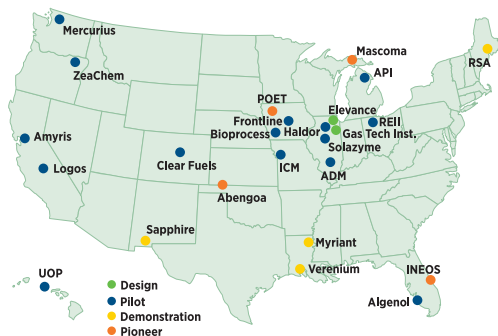 Mercurius
ZeaChem
Mascoma
API
RSA
POET
Elevance
Frontline
Bioprocess
Haldor
Gas Tech Inst.
REII
Solazyme
Amyris
Logos
Clear Fuels
ICM
ADM
Abengoa
Sapphire
Myriant
Verenium
UOP
INEOS
Algenol
Design
Pilot
Demonstration
Pioneer